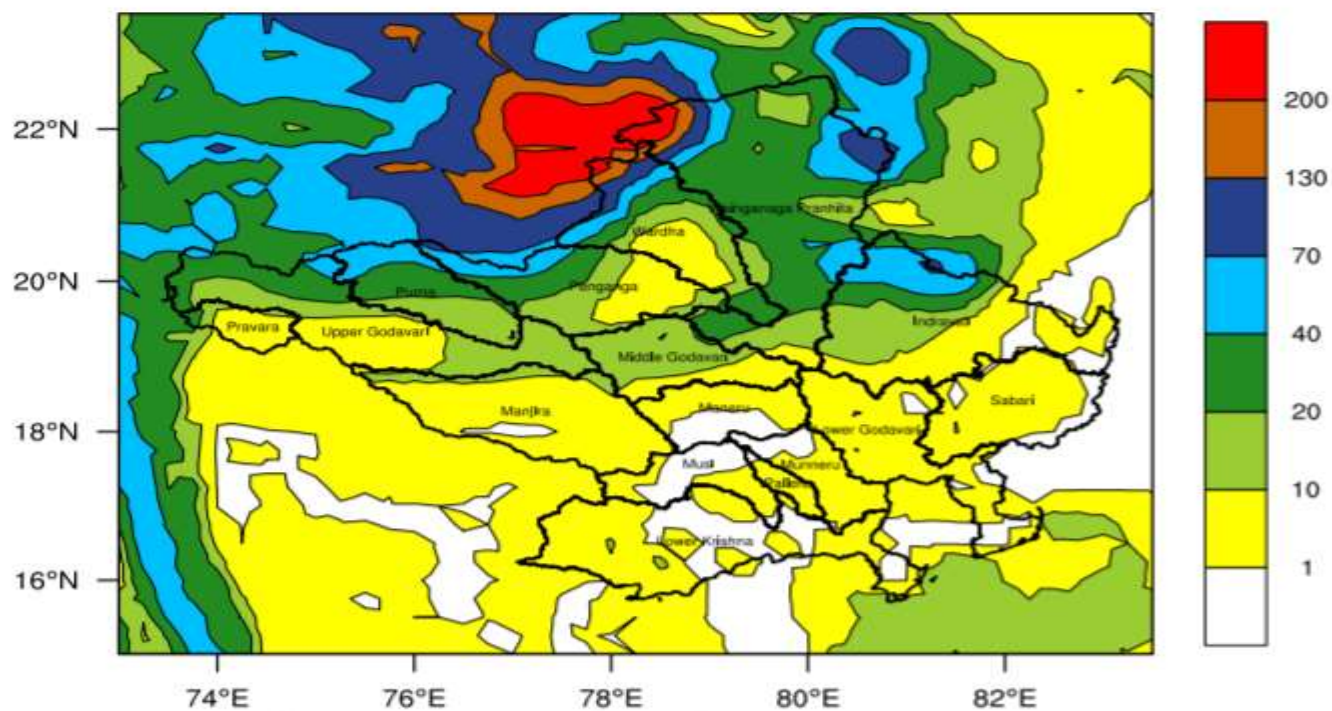 200
22°N
130
Wardha
70
20°N
Penganga
Purna
40
Indravati
Pravara
Upper Godavari
Middle Godavari
20
Manjira
Maneru
Sabari
18°N
Lower Godavari
10
Musi
Munneru
Lower Krishna
16°N
1
74°E
76°E
78°E
80°E
82°E